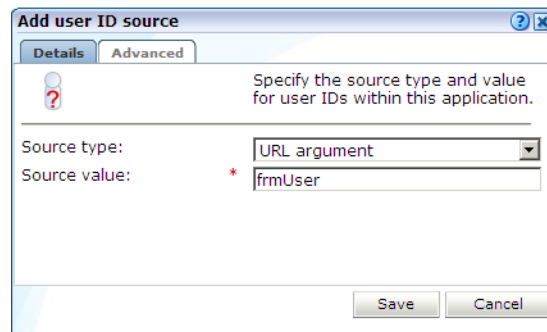 Add user ID source
Details Advanced
Specify the source type and value
for user IDs within this application.
Source type: URL argument
Source value: * frmUser
Save Cancel